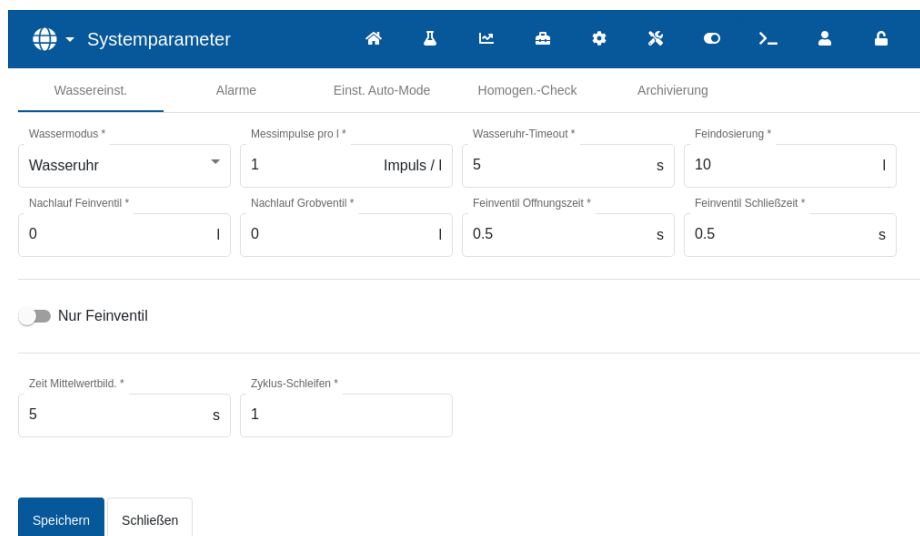 Systemparameter
Wassereinst. Alarme Einst. Auto-Mode Homogen.-Check Archivierung
Wassermodus * Messimpulse pro l * Wasseruhr-Timeout * Feindosierung *
Wasseruhr 1 Impuls / l 5 s 10 l
Nachlauf Feinventil * Nachlauf Grobventil * Feinventil Öffnungszeit * Feinventil Schließzeit *
0 l 0 l 0.5 s 0.5 s
Nur Feinventil
Zeit Mittelwertbild. * Zyklus-Schleifen *
5 s 1
Speichern Schließen